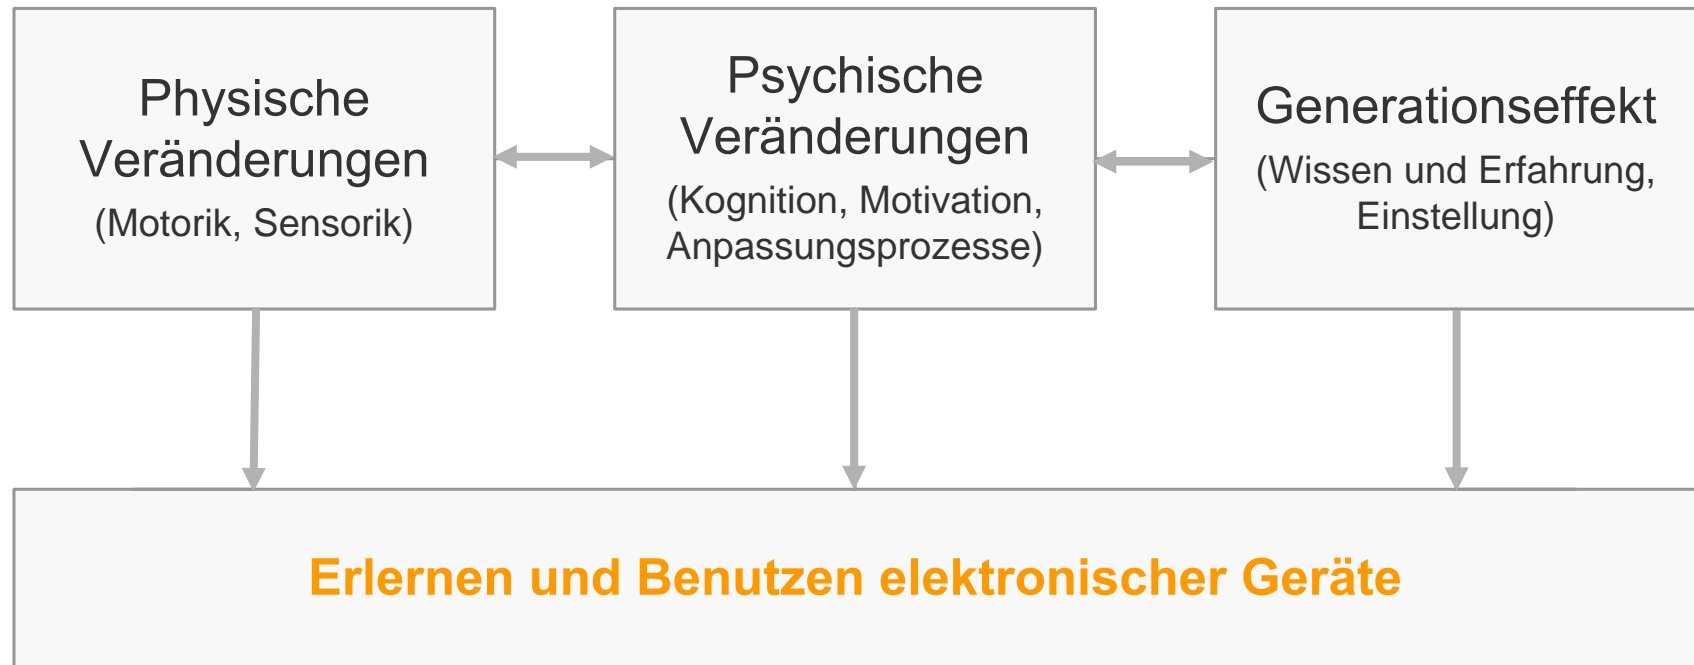 Physische
Veränderungen
(Motorik, Sensorik)
Psychische
Veränderungen
(Kognition, Motivation,
Anpassungsprozesse)
Generationseffekt
(Wissen und Erfahrung,
Einstellung)
Erlernen und Benutzen elektronischer Geräte